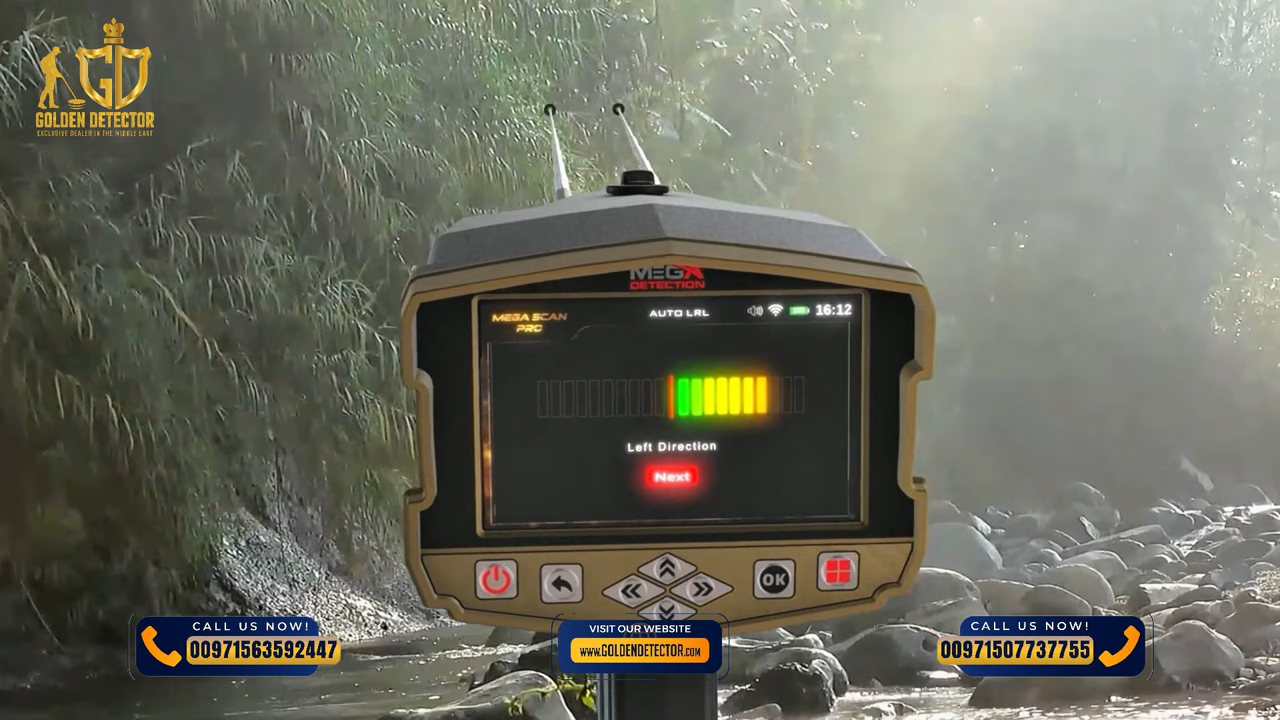 GD
GOLDEN DETECTOR
EXCLUSIVE DEALER IN THE MIDDLE EAST
MEGA
DETECTION
MEGA SCAN
PRO
AUTO LRL
16:12
Left Direction
Next
OK
CALL US NOW!
00971563592447
VISIT OUR WEBSITE
www.GOLDENDETECTOR.com
CALL US NOW!
00971507737755